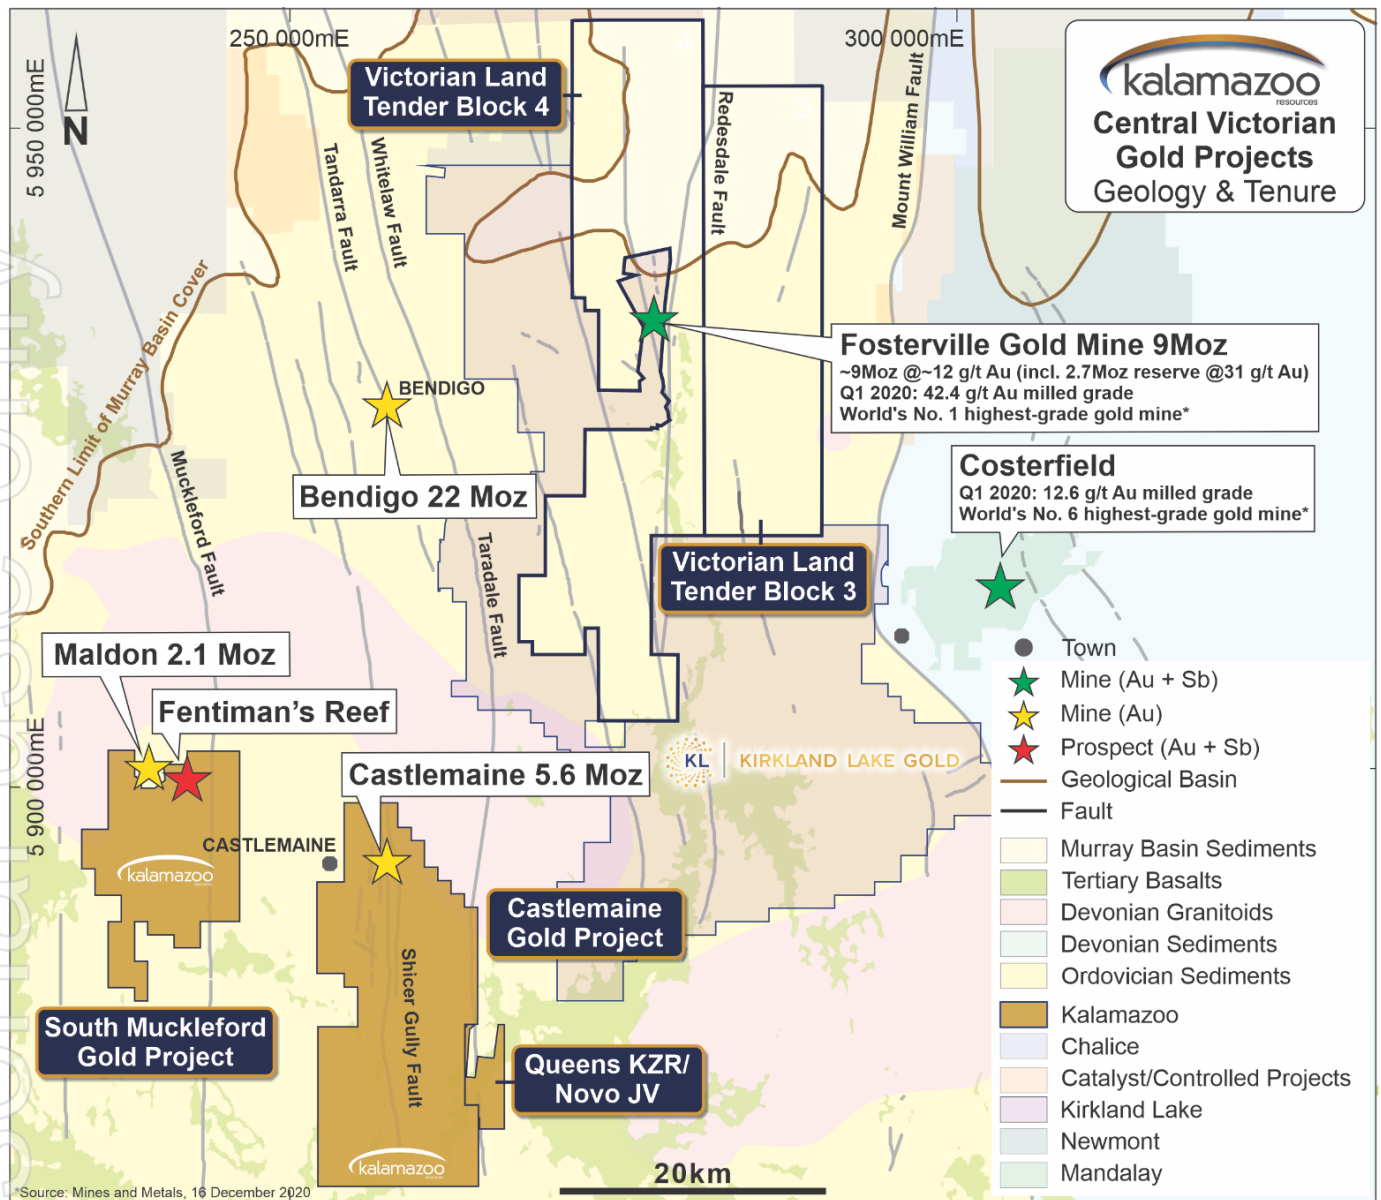 250 000mE
300 000mE
5 950 000mE
5 900 000mE
N
kalamazoo
resources
Central Victorian
Gold Projects
Geology & Tenure
Victorian Land
Tender Block 4
Tandarra Fault
Whitelaw Fault
Redesdale Fault
Mount William Fault
Southern Limit of Murray Basin Cover
Muckleford Fault
Fosterville Gold Mine 9Moz
~9Moz @~12 g/t Au (incl. 2.7Moz reserve @31 g/t Au)
Q1 2020: 42.4 g/t Au milled grade
World's No. 1 highest-grade gold mine*
BENDIGO
Bendigo 22 Moz
Costerfield
Q1 2020: 12.6 g/t Au milled grade
World's No. 6 highest-grade gold mine*
Taradale Fault
Victorian Land
Tender Block 3
Maldon 2.1 Moz
Fentiman's Reef
Castlemaine 5.6 Moz
KL
KIRKLAND LAKE GOLD
CASTLEMAINE
kalamazoo
Castlemaine
Gold Project
Shicer Gully Fault
South Muckleford
Gold Project
Queens KZR/
Novo JV
kalamazoo
resources
20km
*Source: Mines and Metals, 16 December 2020
Town
Mine (Au + Sb)
Mine (Au)
Prospect (Au + Sb)
Geological Basin
Fault
Murray Basin Sediments
Tertiary Basalts
Devonian Granitoids
Devonian Sediments
Ordovician Sediments
Kalamazoo
Chalice
Catalyst/Controlled Projects
Kirkland Lake
Newmont
Mandalay